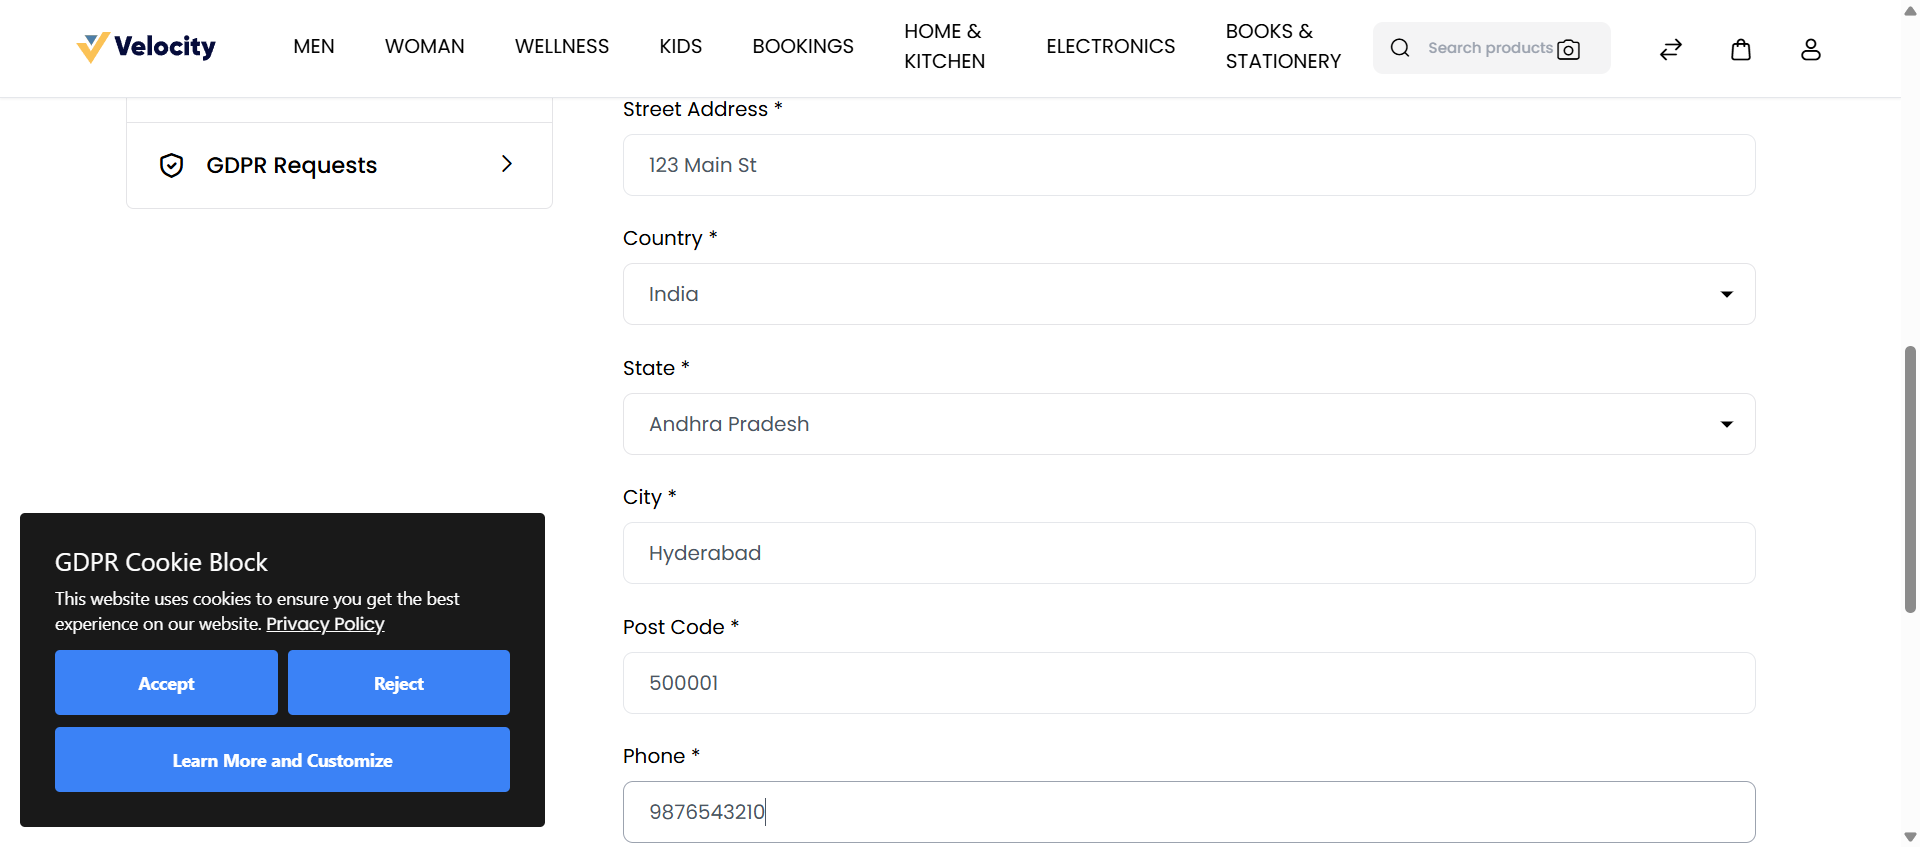 Velocity
MEN
WOMAN
WELLNESS
KIDS
BOOKINGS
HOME &
KITCHEN
ELECTRONICS
BOOKS &
STATIONERY
Search products
GDPR Requests
Street Address *
123 Main St
Country *
India
State *
Andhra Pradesh
City *
Hyderabad
Post Code *
500001
Phone *
9876543210
GDPR Cookie Block
This website uses cookies to ensure you get the best
experience on our website. Privacy Policy
Accept
Reject
Learn More and Customize